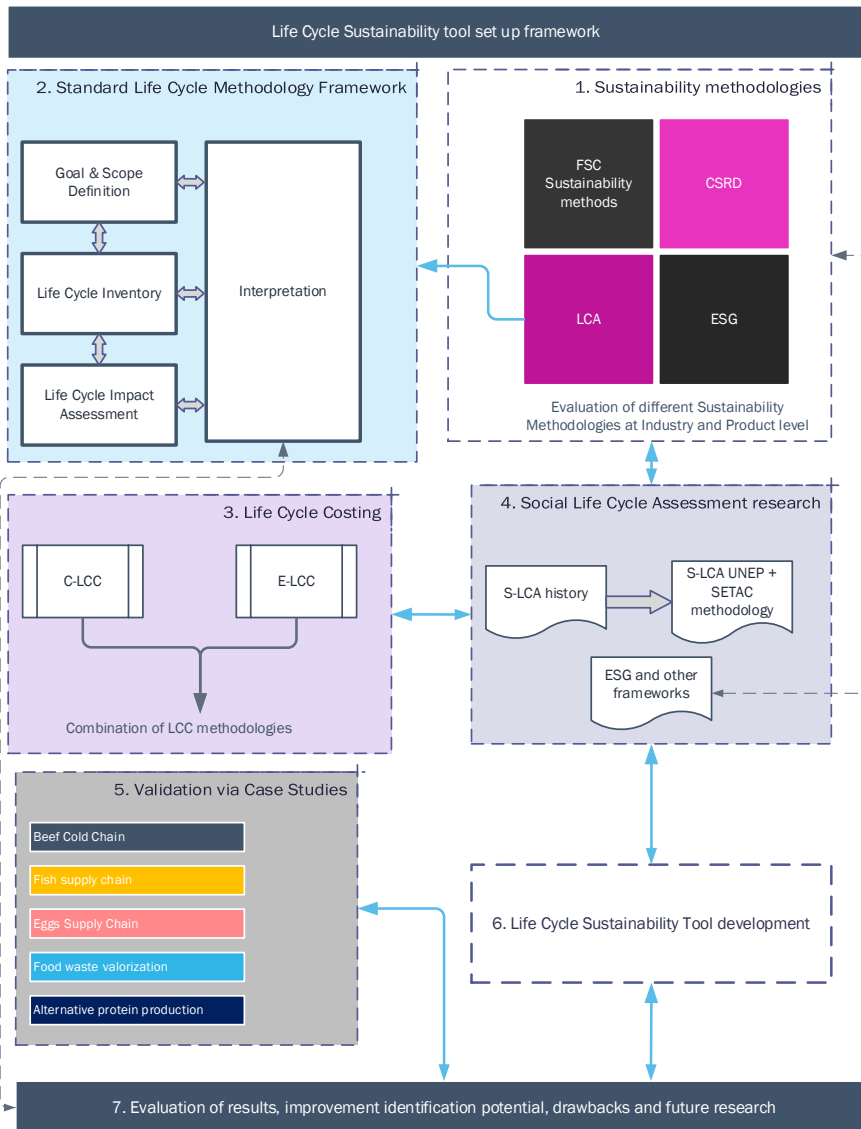 Life Cycle Sustainability tool set up framework
2. Standard Life Cycle Methodology Framework
Goal & Scope
Definition
Life Cycle Inventory
Life Cycle Impact
Assessment
Interpretation
1. Sustainability methodologies
FSC
Sustainability
methods
CSRD
LCA
ESG
Evaluation of different Sustainability
Methodologies at Industry and Product level
3. Life Cycle Costing
C-LCC
E-LCC
Combination of LCC methodologies
4. Social Life Cycle Assessment research
S-LCA history
S-LCA UNEP +
SETAC
methodology
ESG and other
frameworks
5. Validation via Case Studies
Beef Cold Chain
Fish supply chain
Eggs Supply Chain
Food waste valorization
Alternative protein production
6. Life Cycle Sustainability Tool development
7. Evaluation of results, improvement identification potential, drawbacks and future research